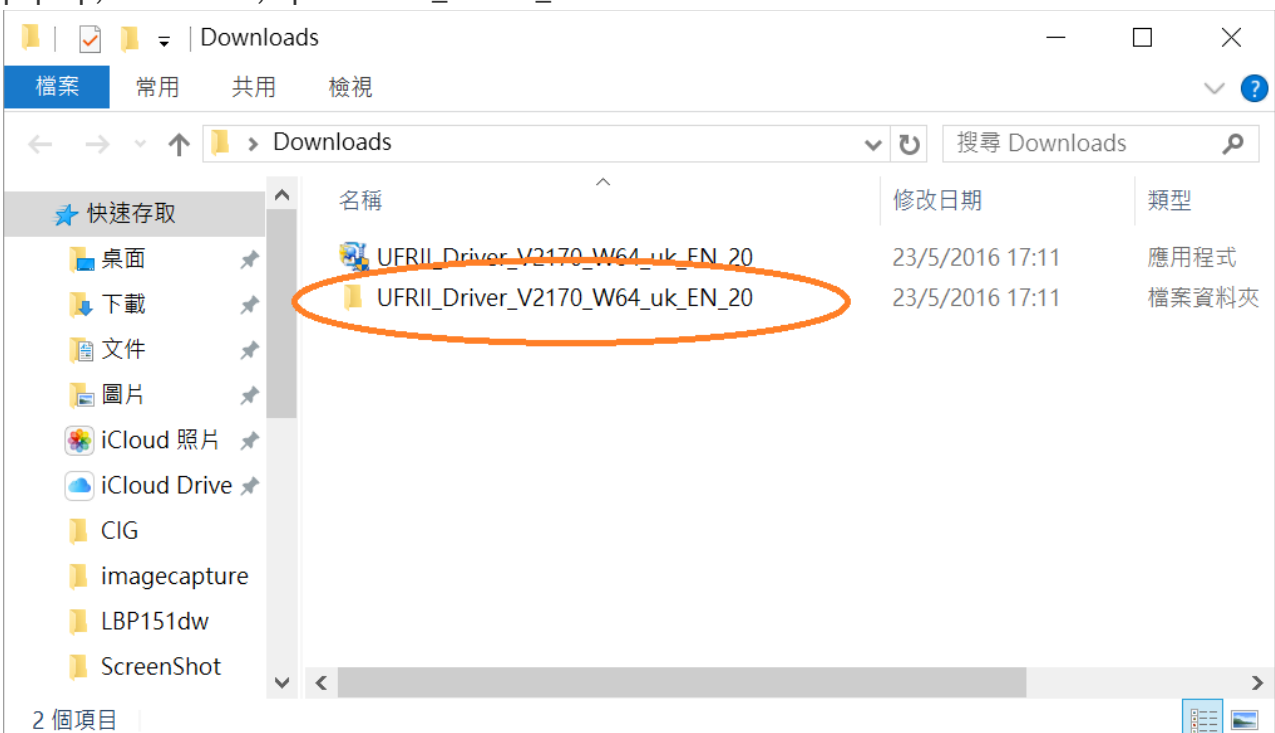 Downloads
檔案 常用 共用 檢視
Downloads 搜尋 Downloads
快速存取 名稱 修改日期 類型
桌面 UFRII_Driver_V2170_W64_uk_EN_20 23/5/2016 17:11 應用程式
下載 UFRII_Driver_V2170_W64_uk_EN_20 23/5/2016 17:11 檔案資料夾
文件
圖片
iCloud 照片
iCloud Drive
CIG
imagecapture
LBP151dw
ScreenShot
2 個項目